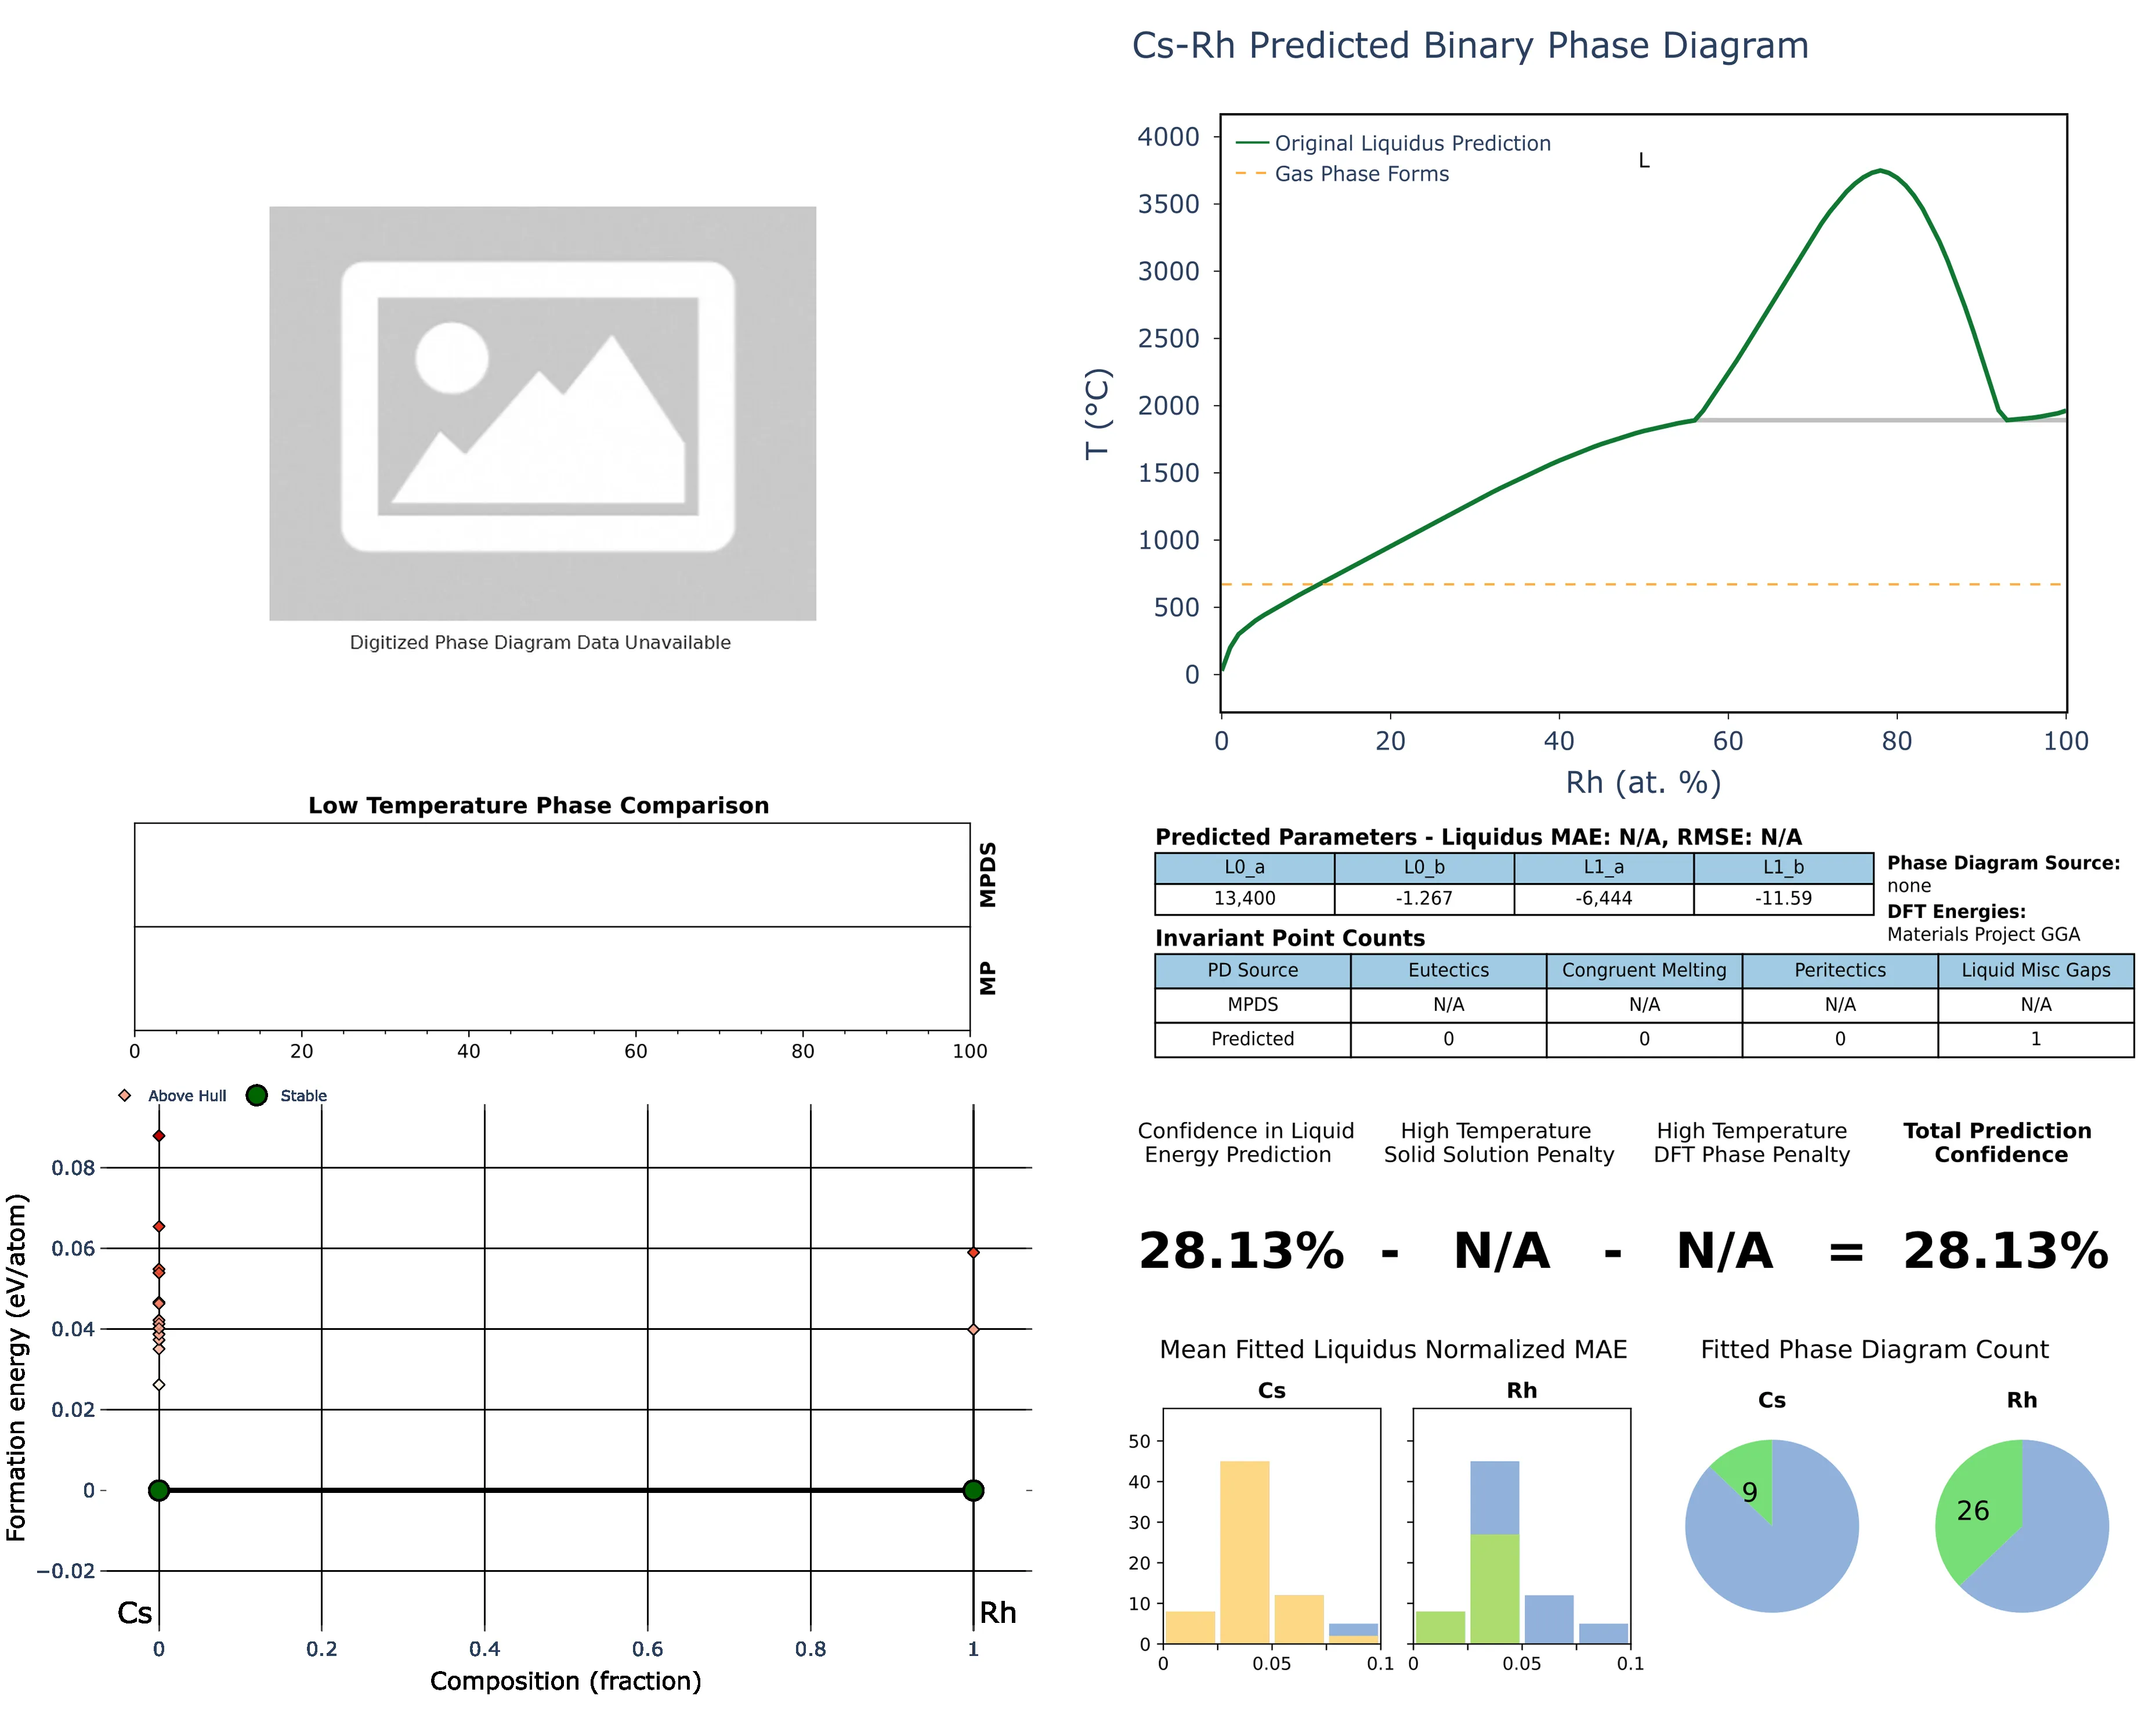 Cs-Rh Predicted Binary Phase Diagram
Digitized Phase Diagram Data Unavailable
Original Liquidus Prediction
Gas Phase Forms
L
4000
3500
3000
2500
2000
1500
1000
500
0
T (°C)
0 20 40 60 80 100
Rh (at. %)
Low Temperature Phase Comparison
MPDS
MP
0 20 40 60 80 100
Predicted Parameters - Liquidus MAE: N/A, RMSE: N/A
L0_a L0_b L1_a L1_b
13,400 -1.267 -6,444 -11.59
Phase Diagram Source:
none
DFT Energies:
Materials Project GGA
Invariant Point Counts
PD Source Eutectics Congruent Melting Peritectics Liquid Misc Gaps
MPDS N/A N/A N/A N/A
Predicted 0 0 0 1
Above Hull Stable
0.08
0.06
0.04
0.02
0
−0.02
Formation energy (eV/atom)
Cs Rh
0 0.2 0.4 0.6 0.8 1
Composition (fraction)
Confidence in Liquid
Energy Prediction
High Temperature
Solid Solution Penalty
High Temperature
DFT Phase Penalty
Total Prediction
Confidence
28.13% - N/A - N/A = 28.13%
Mean Fitted Liquidus Normalized MAE
Cs Rh
50
40
30
20
10
0
0 0.05 0.1
0 0.05 0.1
Fitted Phase Diagram Count
Cs Rh
9 26